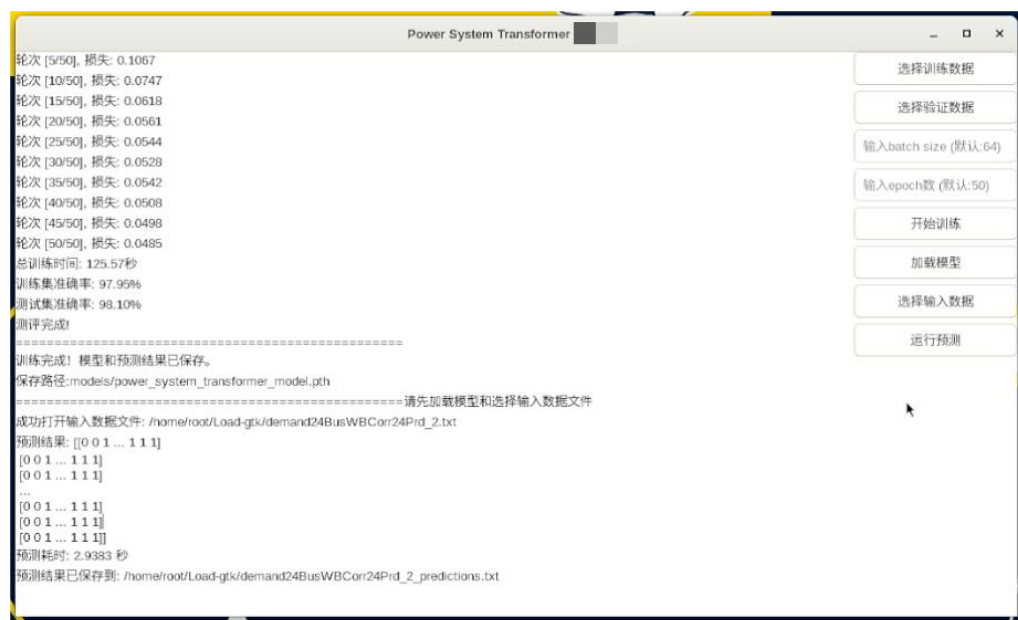 Power System Transformer
轮次 [5/50], 损失: 0.1067
轮次 [10/50], 损失: 0.0747
轮次 [15/50], 损失: 0.0618
轮次 [20/50], 损失: 0.0561
轮次 [25/50], 损失: 0.0544
轮次 [30/50], 损失: 0.0528
轮次 [35/50], 损失: 0.0542
轮次 [40/50], 损失: 0.0508
轮次 [45/50], 损失: 0.0498
轮次 [50/50], 损失: 0.0485
总训练时间: 125.57秒
训练集准确率: 97.95%
测试集准确率: 98.10%
测评完成!
==================================================
训练完成! 模型和预测结果已保存。
保存路径:models/power_system_transformer_model.pth
==================================================请先加载模型和选择输入数据文件
成功打开输入数据文件: /home/root/Load-gtk/demand24BusWBCorr24Prd_2.txt
预测结果: [[0 0 1 ... 1 1 1]
[0 0 1 ... 1 1 1]
[0 0 1 ... 1 1 1]
...
[0 0 1 ... 1 1 1]
[0 0 1 ... 1 1 1]
[0 0 1 ... 1 1 1]]
预测耗时: 2.9383 秒
预测结果已保存到: /home/root/Load-gtk/demand24BusWBCorr24Prd_2_predictions.txt
选择训练数据
选择验证数据
输入batch size (默认:64)
输入epoch数 (默认:50)
开始训练
加载模型
选择输入数据
运行预测